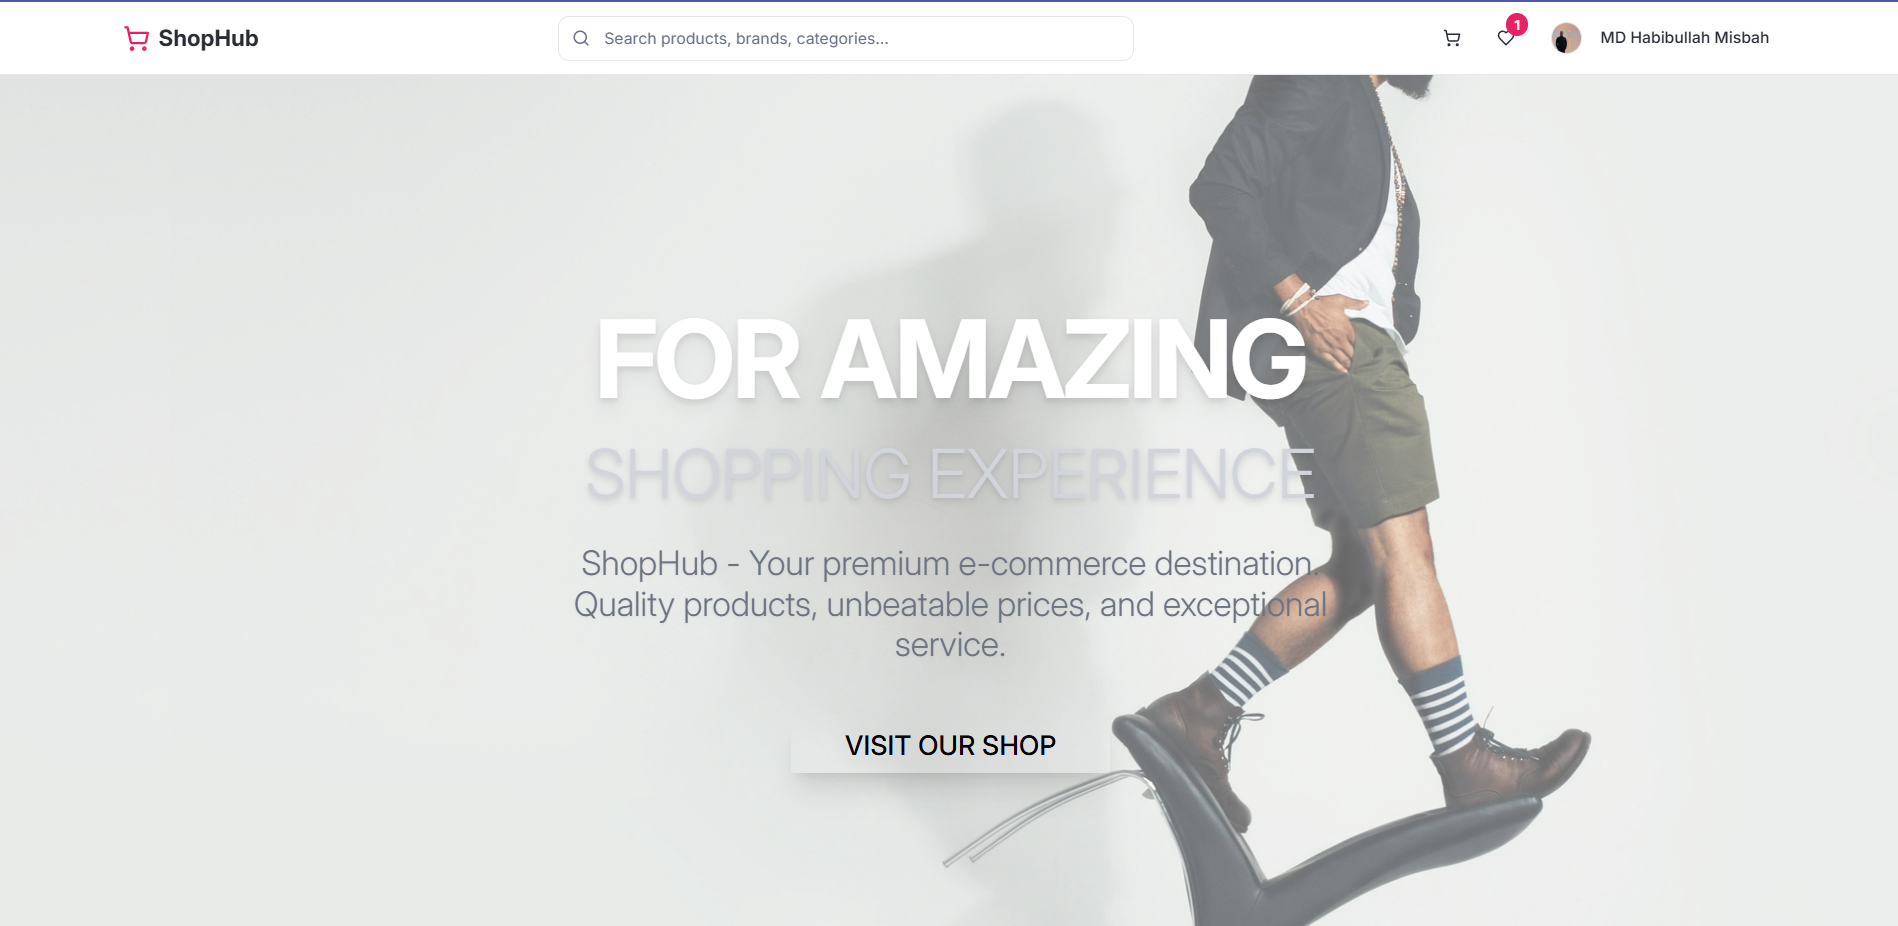 ShopHub
Search products, brands, categories...
1
MD Habibullah Misbah
FOR AMAZING
SHOPPING EXPERIENCE
ShopHub - Your premium e-commerce destination.
Quality products, unbeatable prices, and exceptional
service.
VISIT OUR SHOP